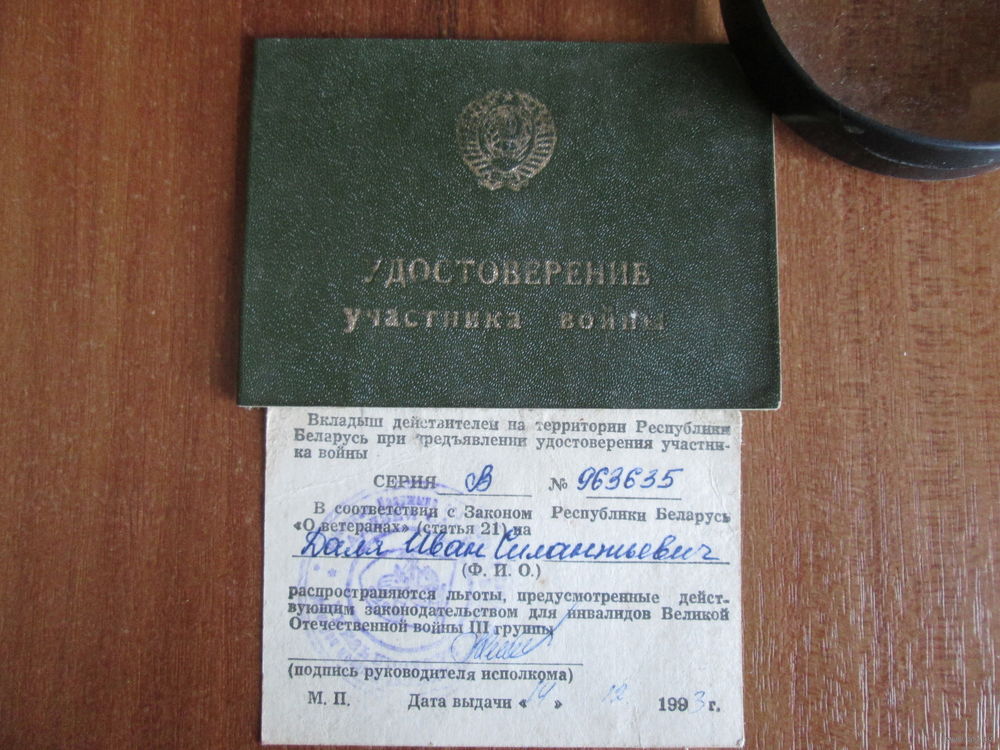 УДОСТОВЕРЕНИЕ
участника войны
Вкладыш действителен на территории Республики
Беларусь при предъявлении удостоверения участни-
ка войны
СЕРИЯ В № 963635
В соответствии с Законом Республики Беларусь
«О ветеранах» (статья 21) на
Даля Иван Силантьевич
(Ф. И. О.)
распространяются льготы, предусмотренные дейст-
вующим законодательством для инвалидов Великой
Отечественной войны III группы
(подпись руководителя исполкома)
М. П. Дата выдачи «14» 12 1993 г.